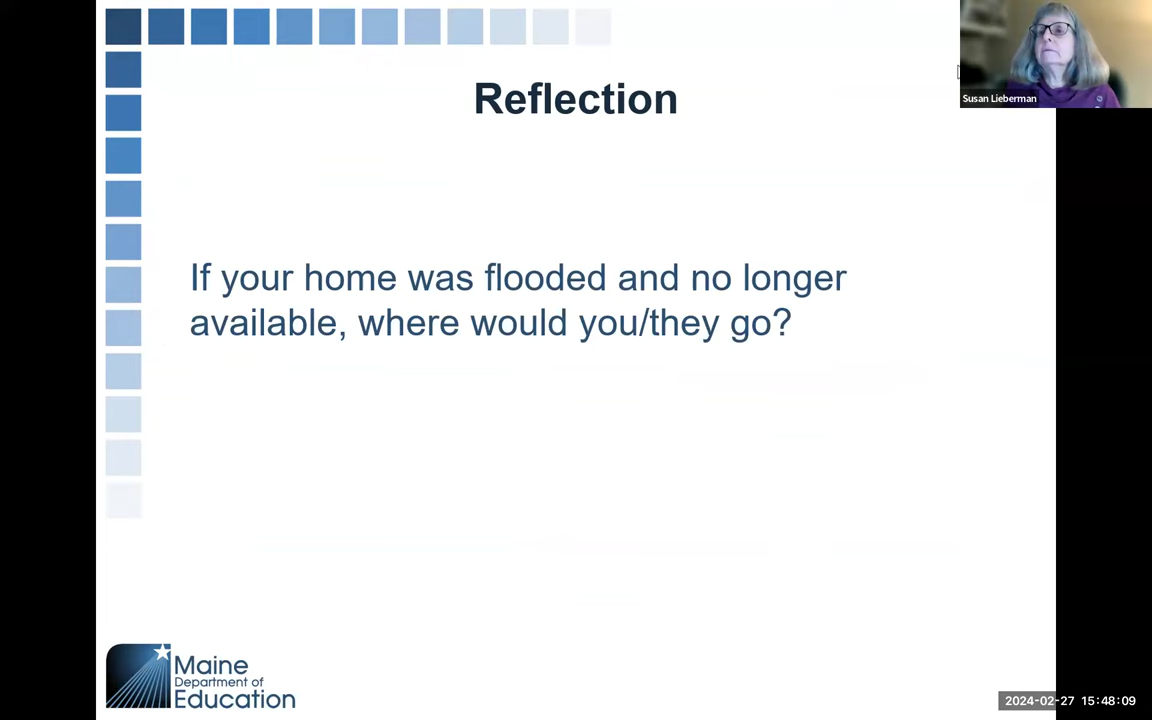 Reflection
Susan Lieberman
If your home was flooded and no longer
available, where would you/they go?
Maine
Department of
Education
2024-02-27 15:48:09